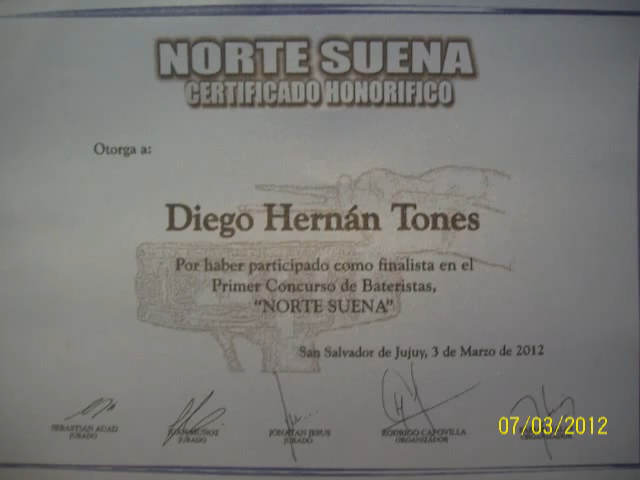 NORTE SUENA
CERTIFICADO HONORIFICO
Otorga a:
Diego Hernán Tones
Por haber participado como finalista en el
Primer Concurso de Bateristas,
"NORTE SUENA"
San Salvador de Jujuy, 3 de Marzo de 2012
SEBASTIAN AUAD
JURADO
MUÑOZ
JURADO
JONATAN JESUS
JURADO
RODRIGO CAPOVILLA
ORGANIZADOR
ORGANIZADOR
07/03/2012